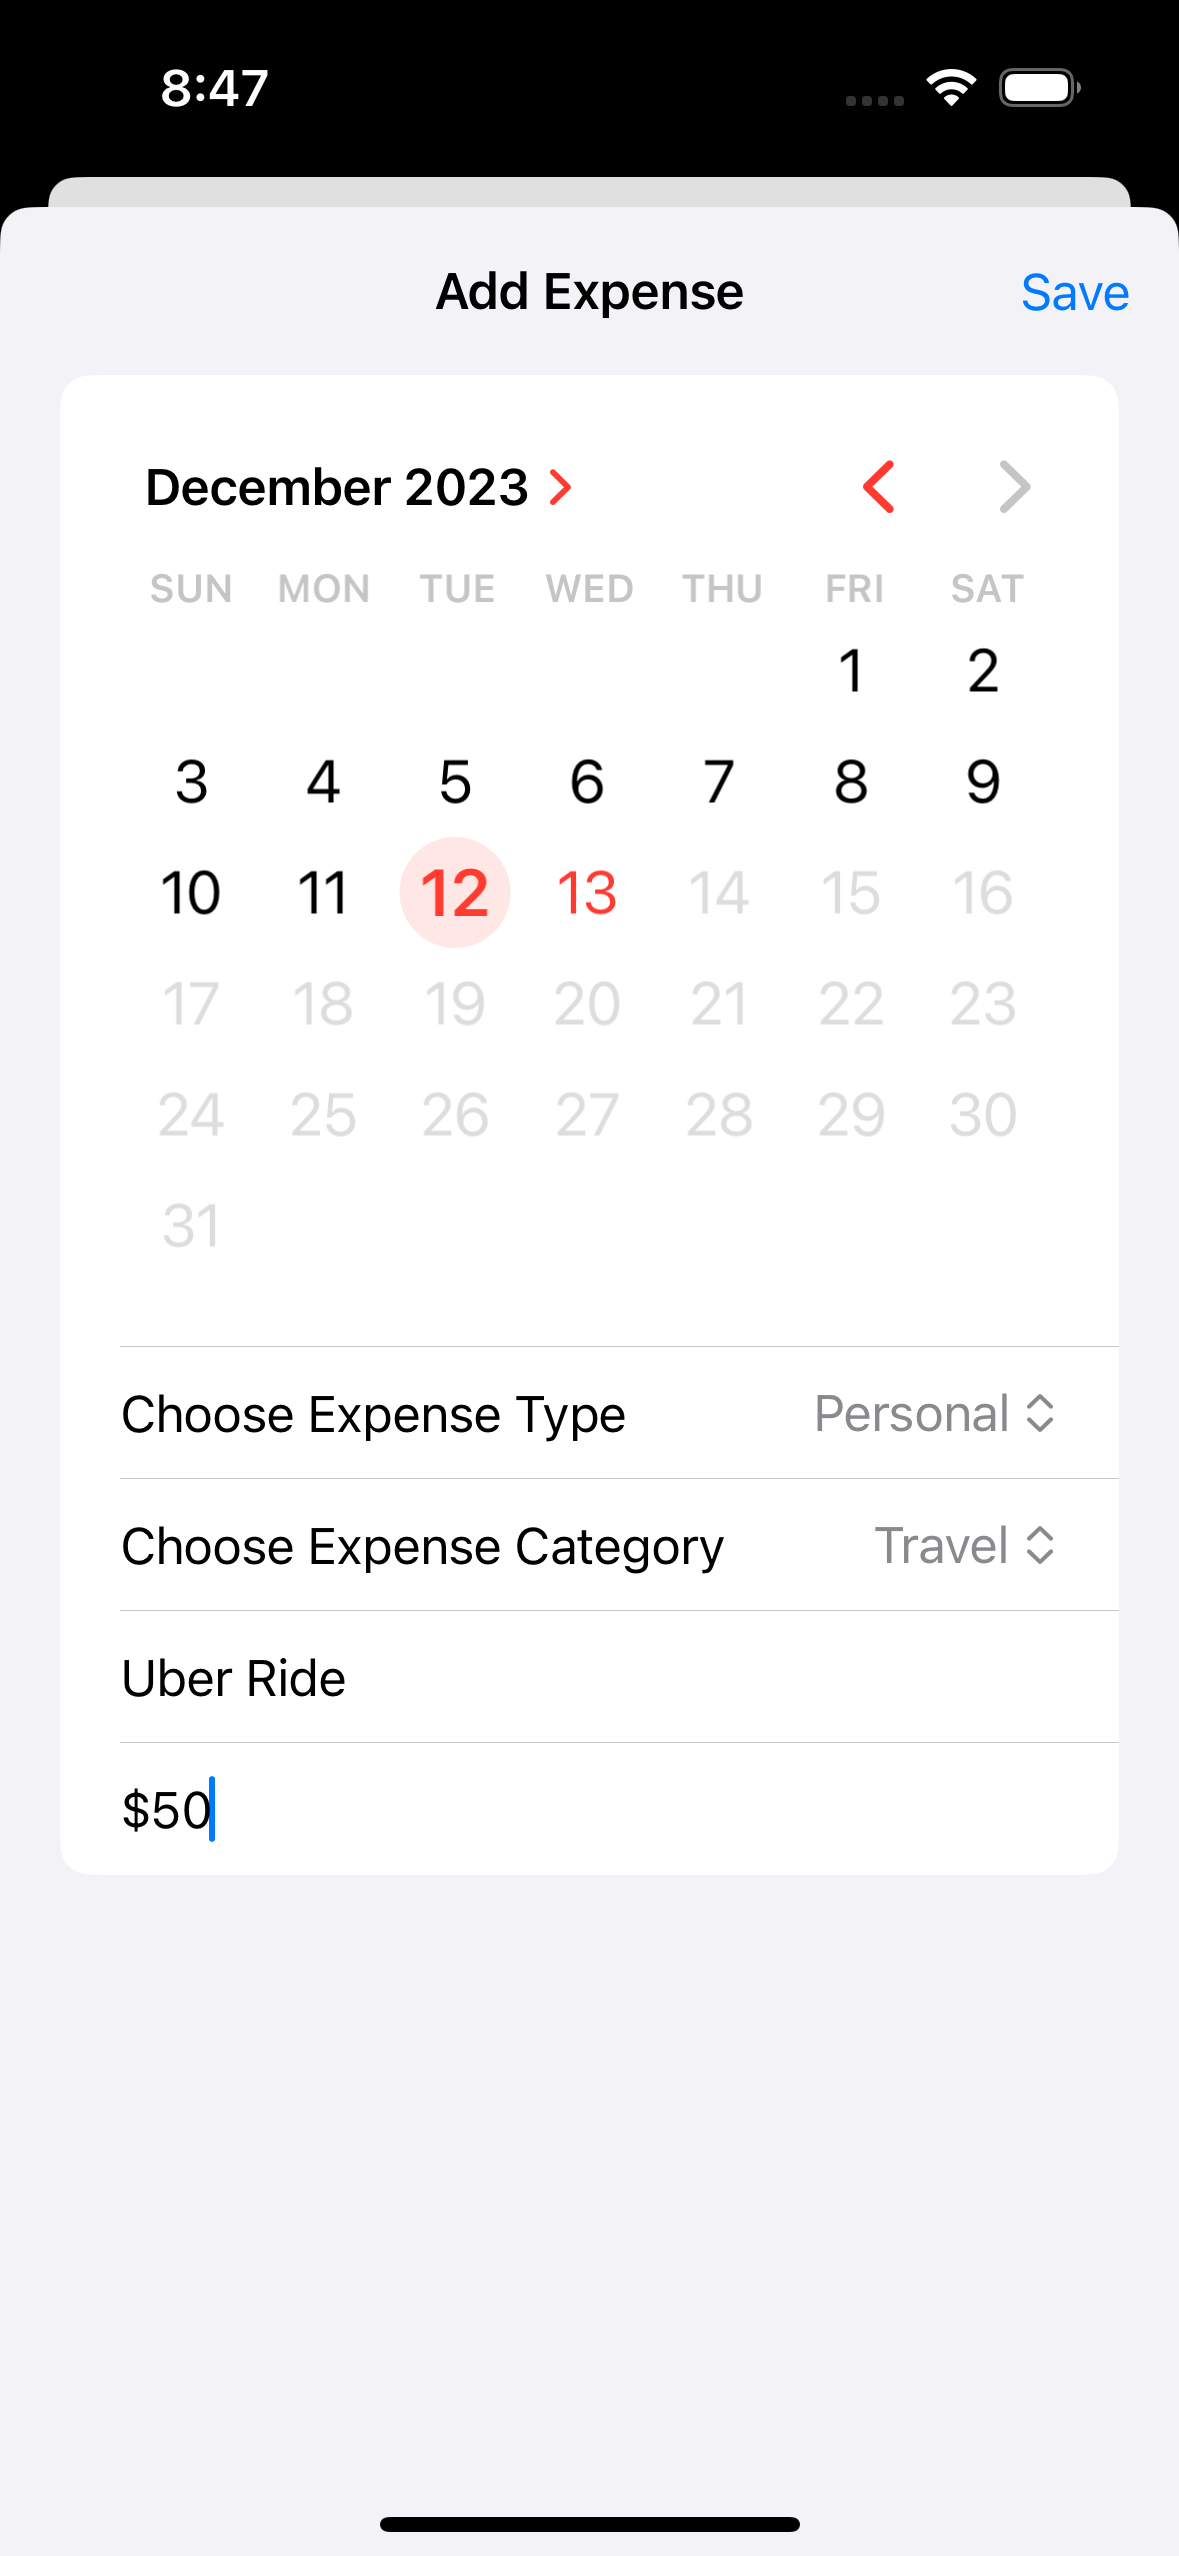 8:47
Add Expense
Save
December 2023
SUN MON TUE WED THU FRI SAT
1 2
3 4 5 6 7 8 9
10 11 12 13 14 15 16
17 18 19 20 21 22 23
24 25 26 27 28 29 30
31
Choose Expense Type Personal
Choose Expense Category Travel
Uber Ride
$50